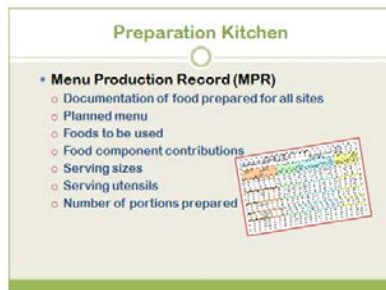 Preparation Kitchen
• Menu Production Record (MPR)
o Documentation of food prepared for all sites
o Planned menu
o Foods to be used
o Food component contributions
o Serving sizes
o Serving utensils
o Number of portions prepared